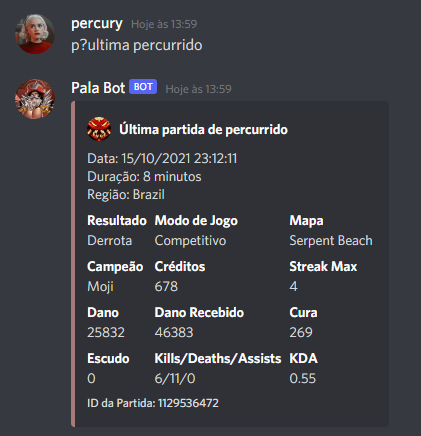 percury Hoje às 13:59
p?ultima percurrido
Pala Bot BOT Hoje às 13:59
Última partida de percurrido
Data: 15/10/2021 23:12:11
Duração: 8 minutos
Região: Brazil
Resultado Modo de Jogo Mapa
Derrota Competitivo Serpent Beach
Campeão Créditos Streak Max
Moji 678 4
Dano Dano Recebido Cura
25832 46383 269
Escudo Kills/Deaths/Assists KDA
0 6/11/0 0.55
ID da Partida: 1129536472